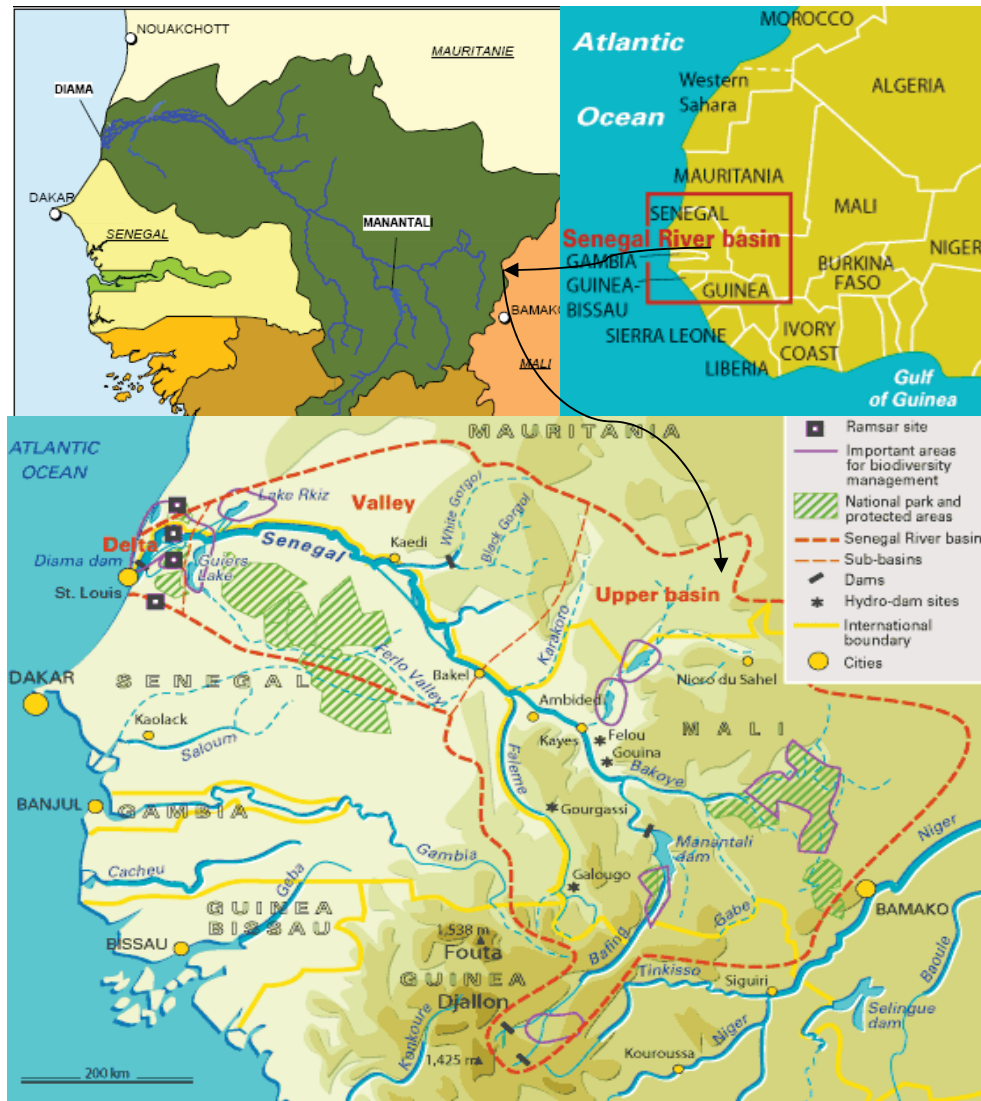 NOUAKCHOTT
MAURITANIE
DIAMA
DAKAR
SENEGAL
MANANTALI
BAMAKO
MALI
MOROCCO
Atlantic
Ocean
Western
Sahara
ALGERIA
MAURITANIA
SENEGAL
MALI
Senegal River basin
NIGER
GAMBIA
BURKINA
FASO
GUINEA-
BISSAU
GUINEA
SIERRA LEONE
IVORY
COAST
LIBERIA
Gulf
of Guinea
ATLANTIC
OCEAN
MAURITANIA
Lake Rkiz
Valley
White Gorgol
Black Gorgol
Delta
Senegal
Kaedi
Diama dam
Guiers
Lake
St. Louis
Upper basin
Karakoro
Ferlo Valley
Bakel
Nioro du Sahel
DAKAR
SENEGAL
Kaolack
Saloum
Ambidedi
Kayes
Felou
Gouina
MALI
Bakoye
Faleme
Gourgassi
BANJUL
GAMBIA
Gambia
Manantali
dam
Niger
Cacheu
Geba
Galougo
BAMAKO
GUINEA
BISSAU
Gabe
BISSAU
1,538 m
Fouta
Bafing
Tinkisso
Siguiri
Baoule
GUINEA
Djallon
Selingue
dam
Konkoure
1,425 m
Kouroussa
Niger
200 km
Ramsar site
Important areas
for biodiversity
management
National park and
protected areas
Senegal River basin
Sub-basins
Dams
Hydro-dam sites
International
boundary
Cities